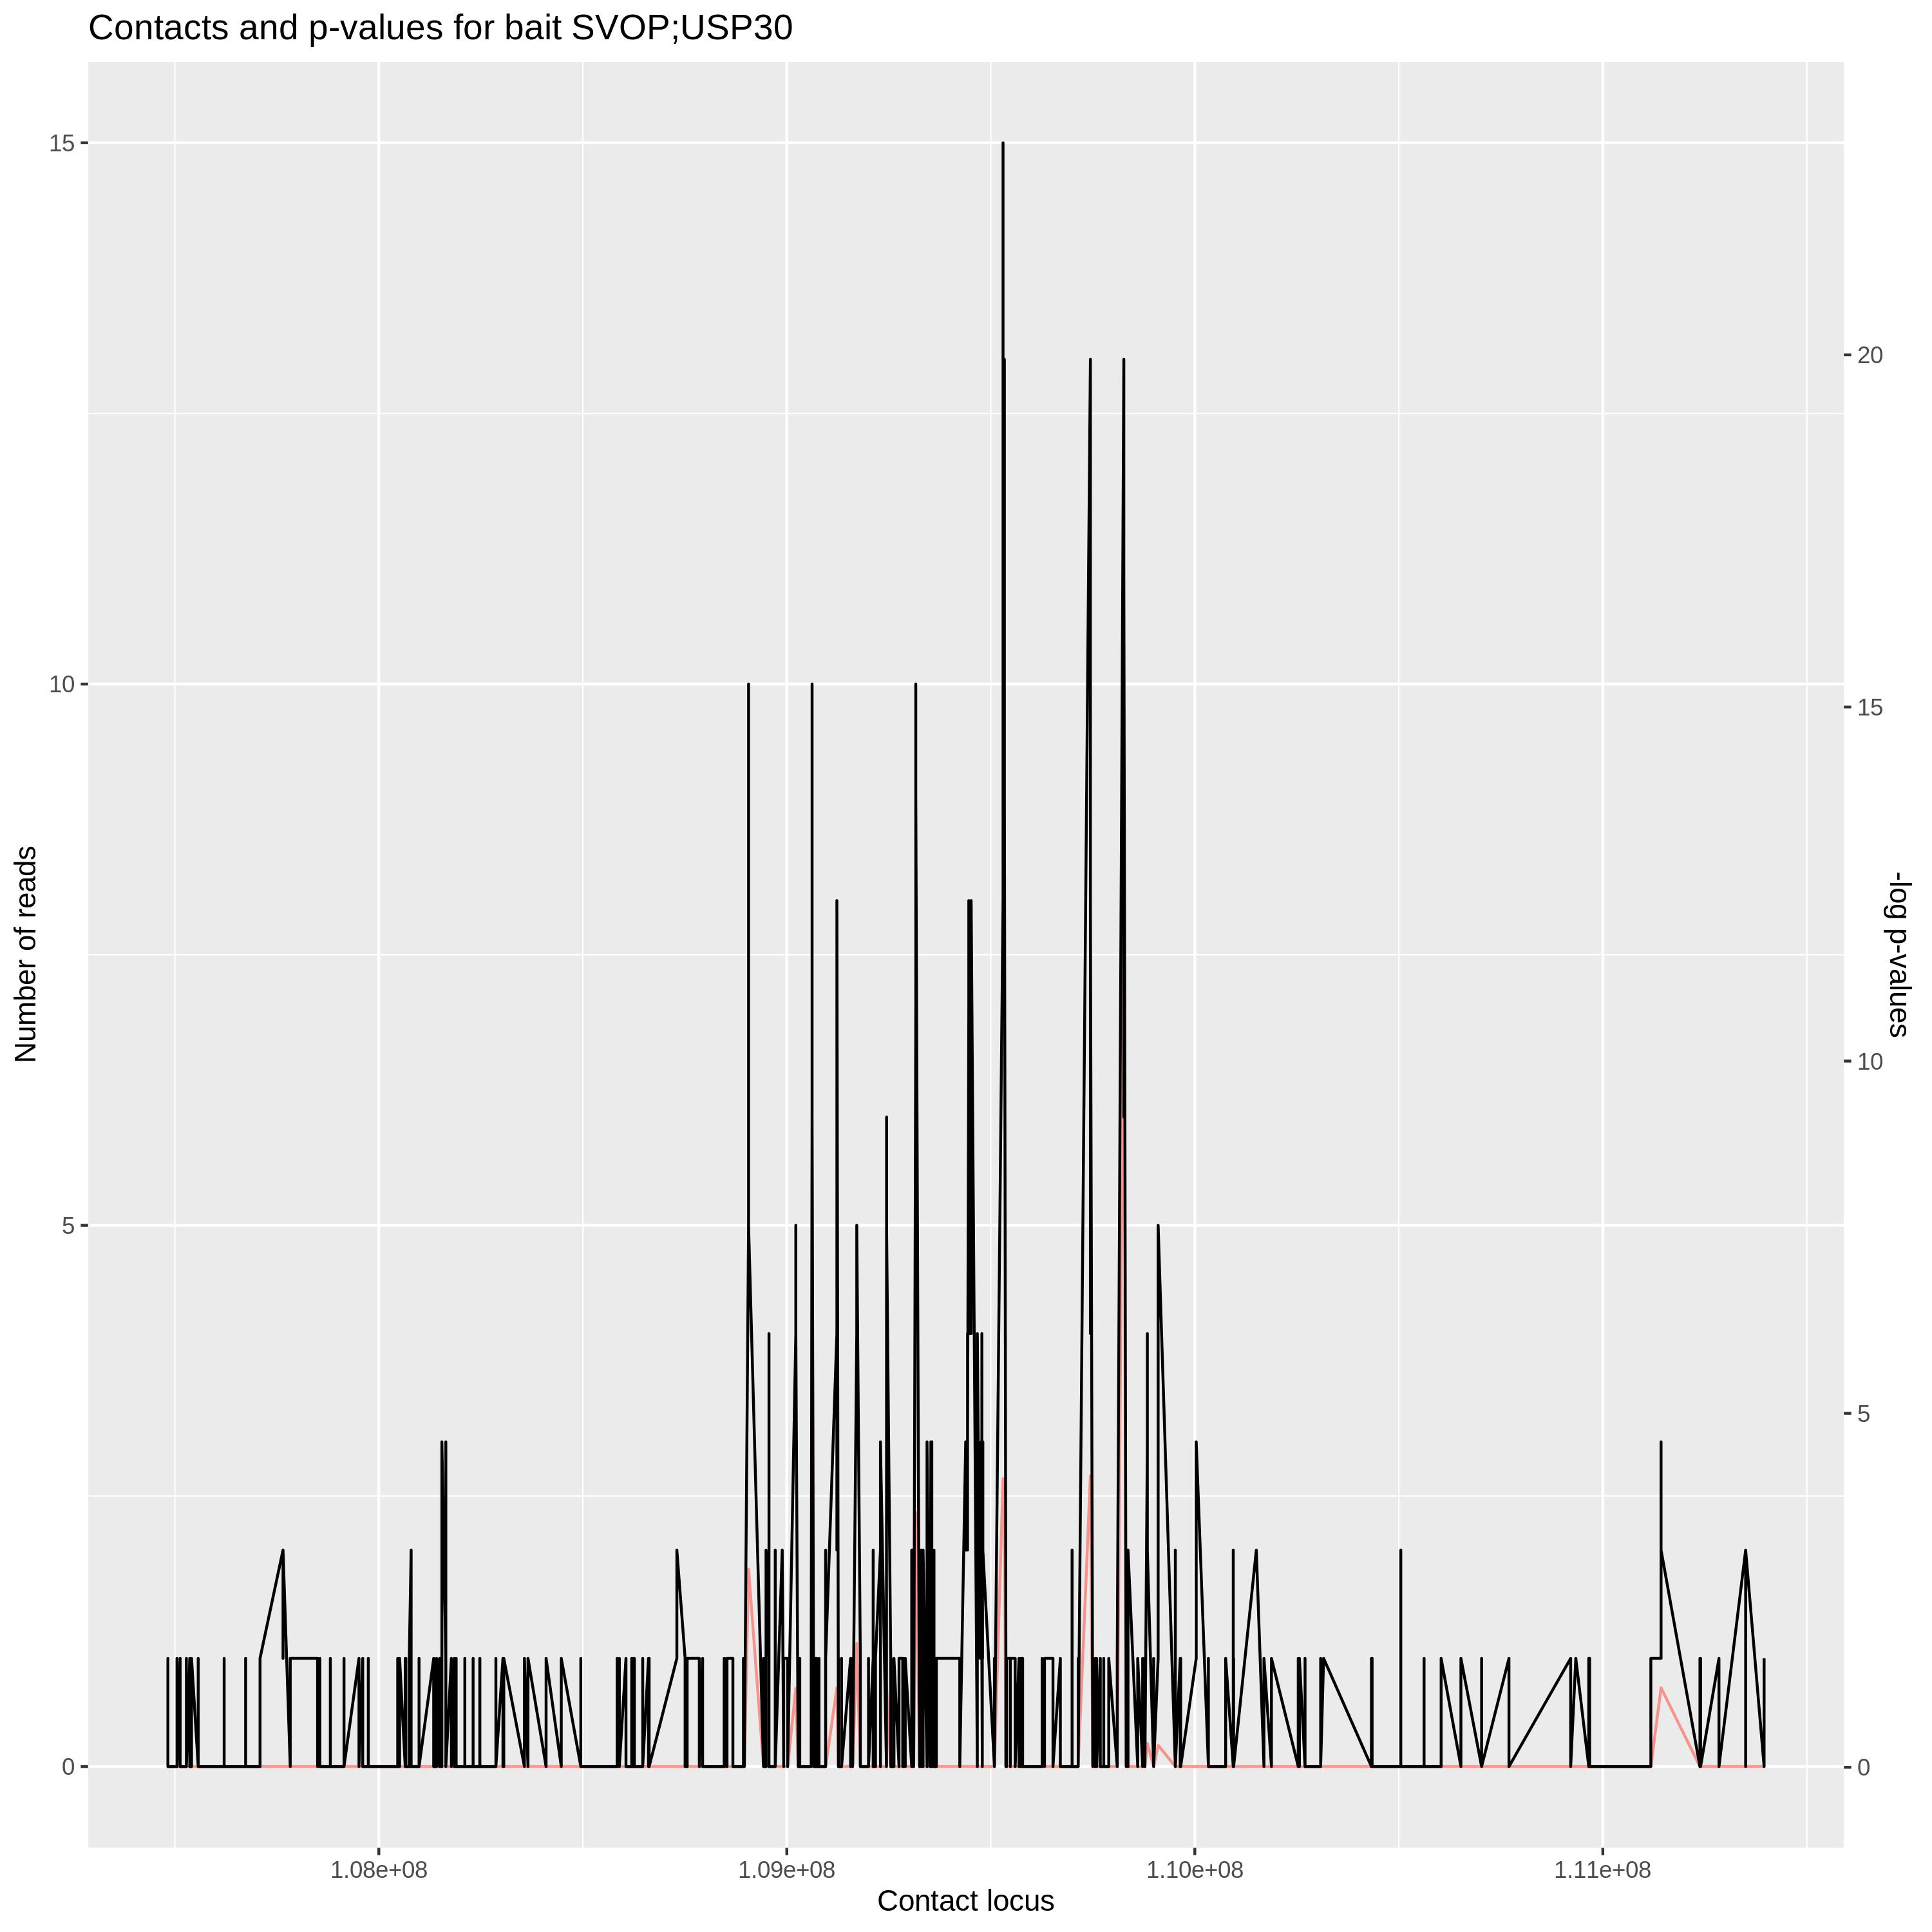 Contacts and p-values for bait SVOP;USP30
15
10
5
0
Number of reads
20
15
10
5
0
-log p-values
1.08e+08
1.09e+08
1.10e+08
1.11e+08
Contact locus